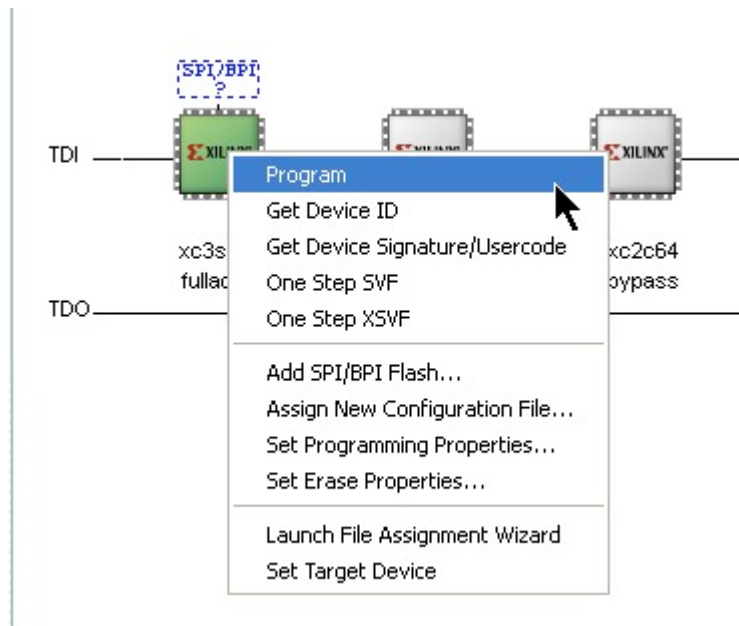 SPI/BPI
?
TDI
XILINX
Program
Get Device ID
Get Device Signature/Usercode
One Step SVF
One Step XSVF
Add SPI/BPI Flash...
Assign New Configuration File...
Set Programming Properties...
Set Erase Properties...
Launch File Assignment Wizard
Set Target Device
xc3s
xc2c64
fullad
bypass
TDO